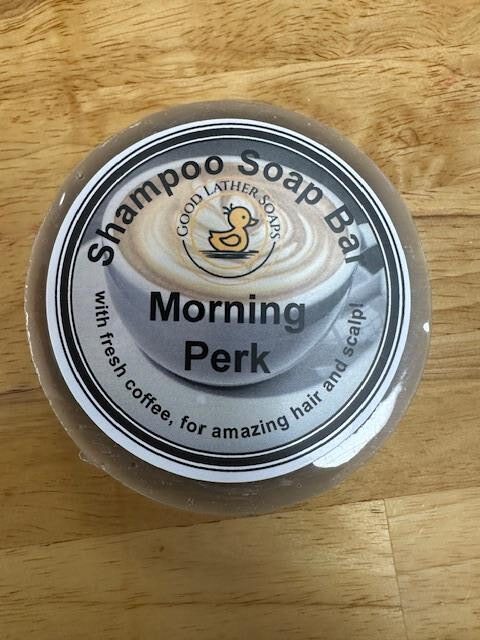 Shampoo Soap Bar
GOOD LATHER SOAPS
Morning
Perk
with fresh coffee, for amazing hair and scalp!